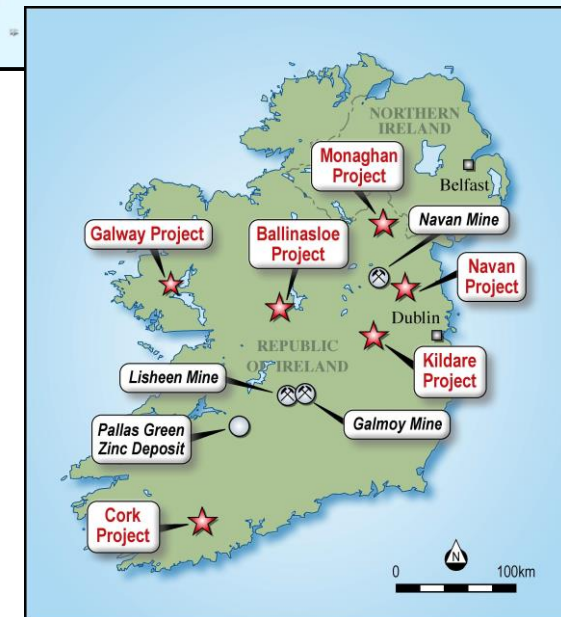 NORTHERN
IRELAND
Monaghan
Project
Belfast
Navan Mine
Galway Project
Ballinasloe
Project
Navan
Project
Dublin
REPUBLIC
OF IRELAND
Kildare
Project
Lisheen Mine
Galmoy Mine
Pallas Green
Zinc Deposit
Cork
Project
N
0 100km